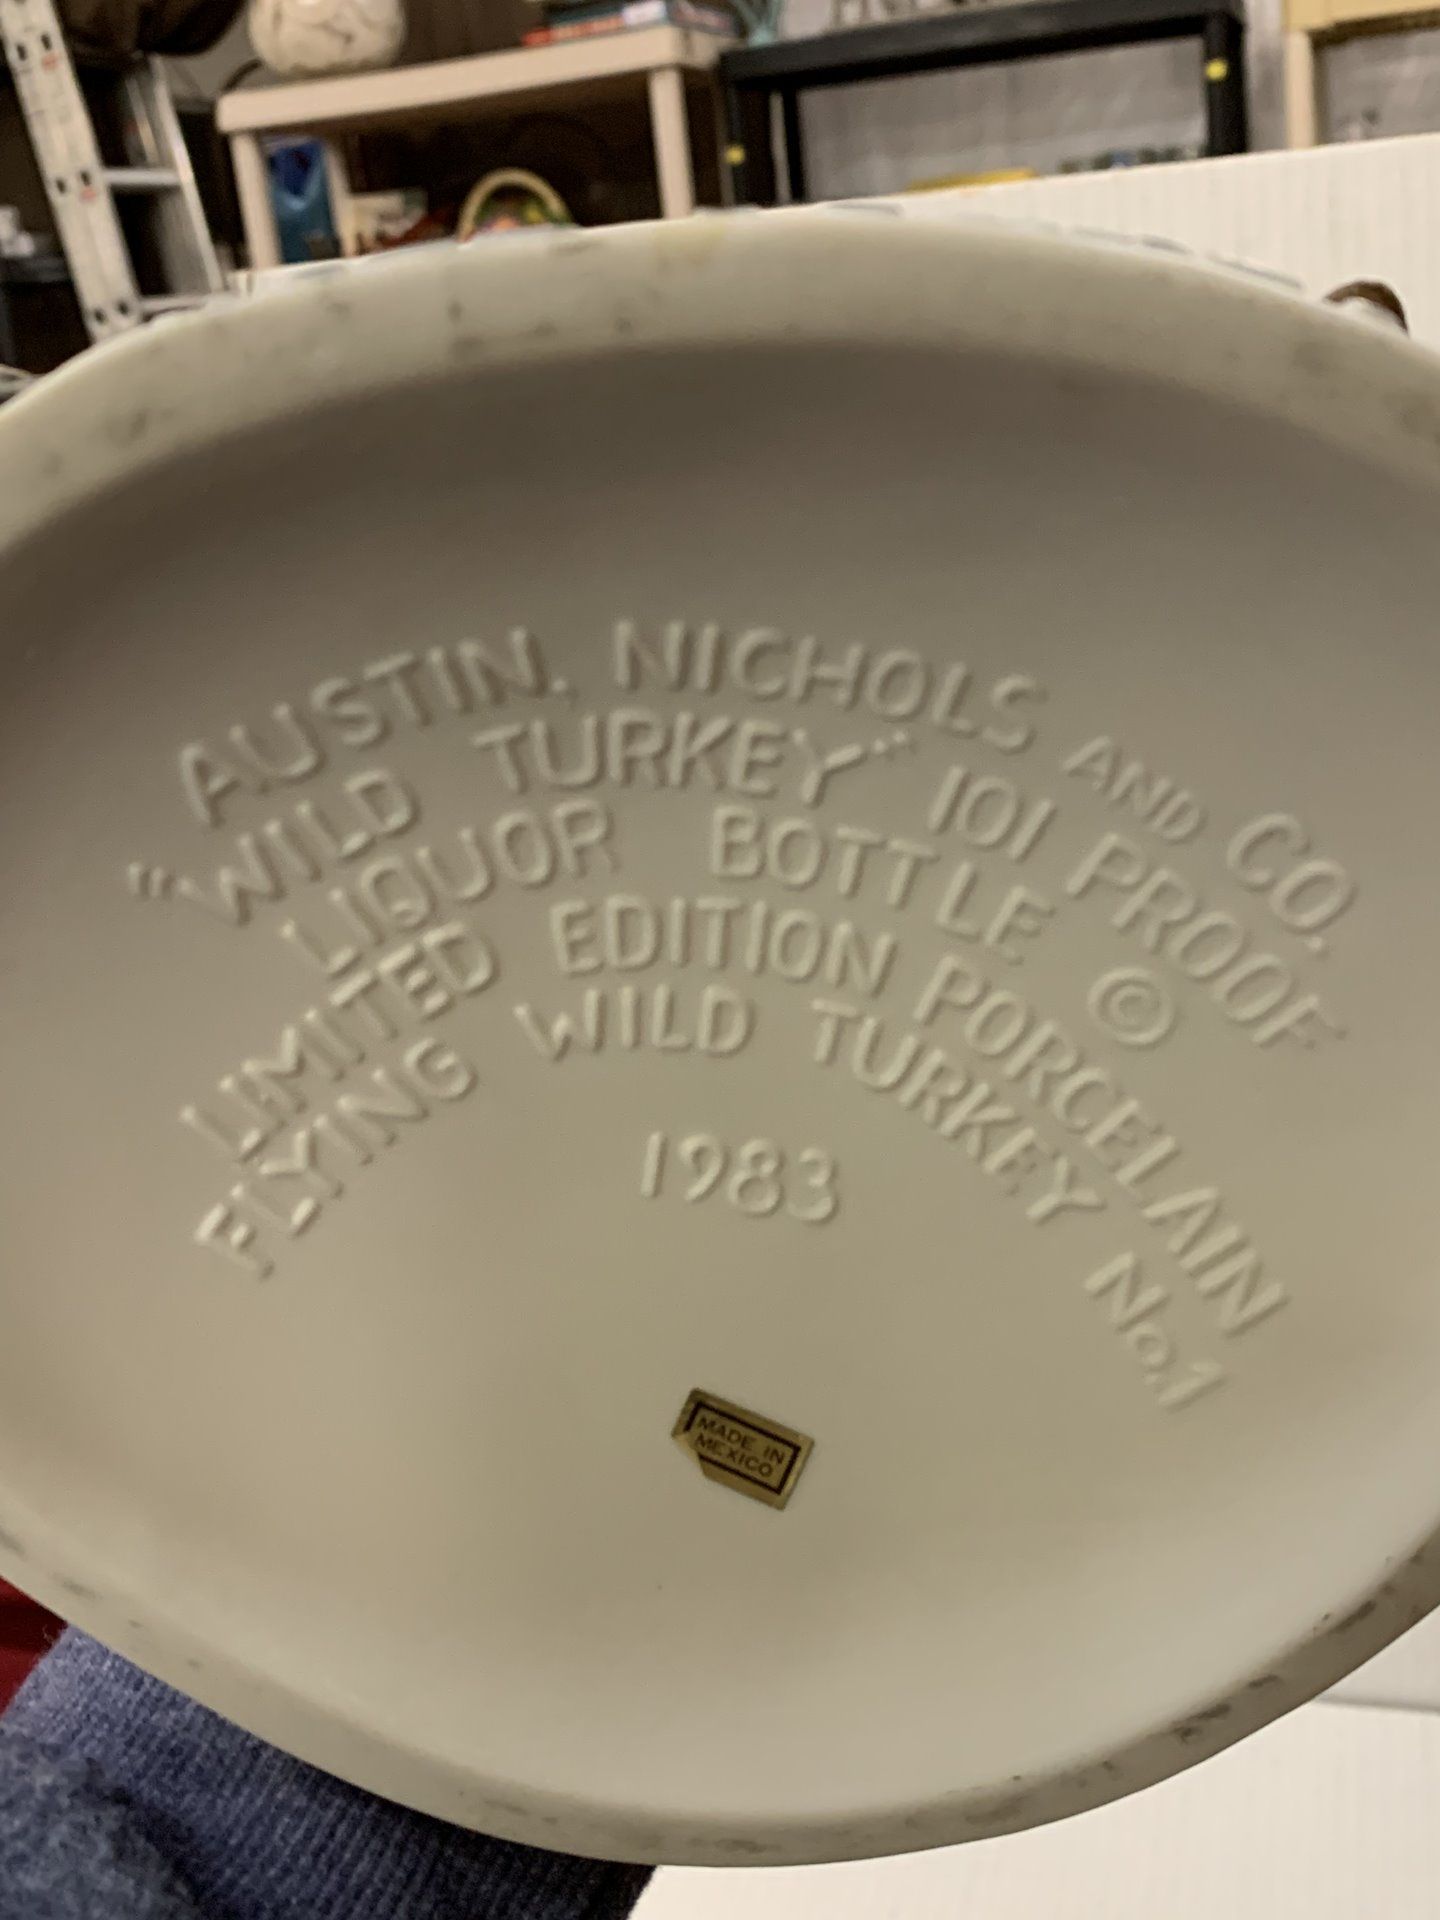 AUSTIN, NICHOLS AND CO.
"WILD TURKEY" 101 PROOF
LIQUOR BOTTLE ©
LIMITED EDITION PORCELAIN
FLYING WILD TURKEY No.1
1983
MADE IN
MEXICO